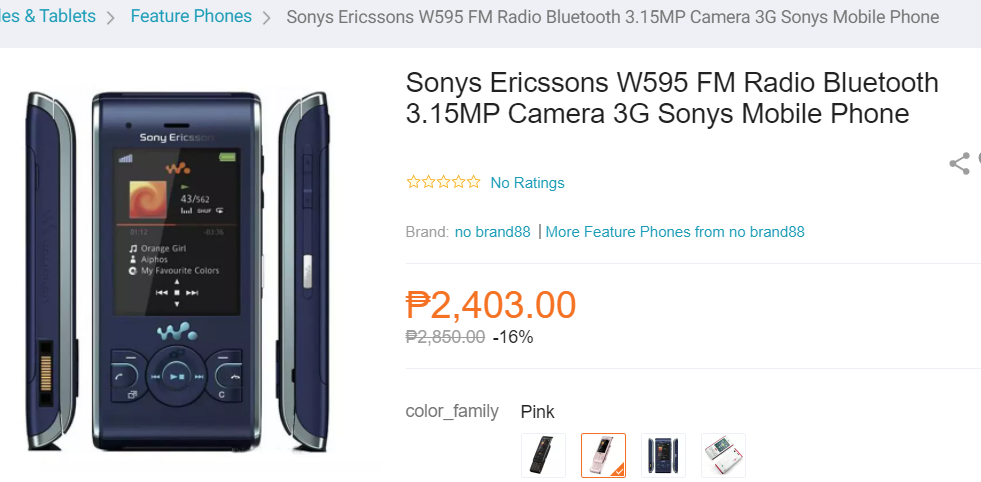 les & Tablets > Feature Phones > Sonys Ericssons W595 FM Radio Bluetooth 3.15MP Camera 3G Sonys Mobile Phone
Sonys Ericssons W595 FM Radio Bluetooth
3.15MP Camera 3G Sonys Mobile Phone
No Ratings
Brand: no brand88 | More Feature Phones from no brand88
₱2,403.00
₱2,850.00 -16%
color_family Pink
Sony Ericsson
43/562
SHUF
01:12 -03:36
Orange Girl
Aiphos
My Favourite Colors
C